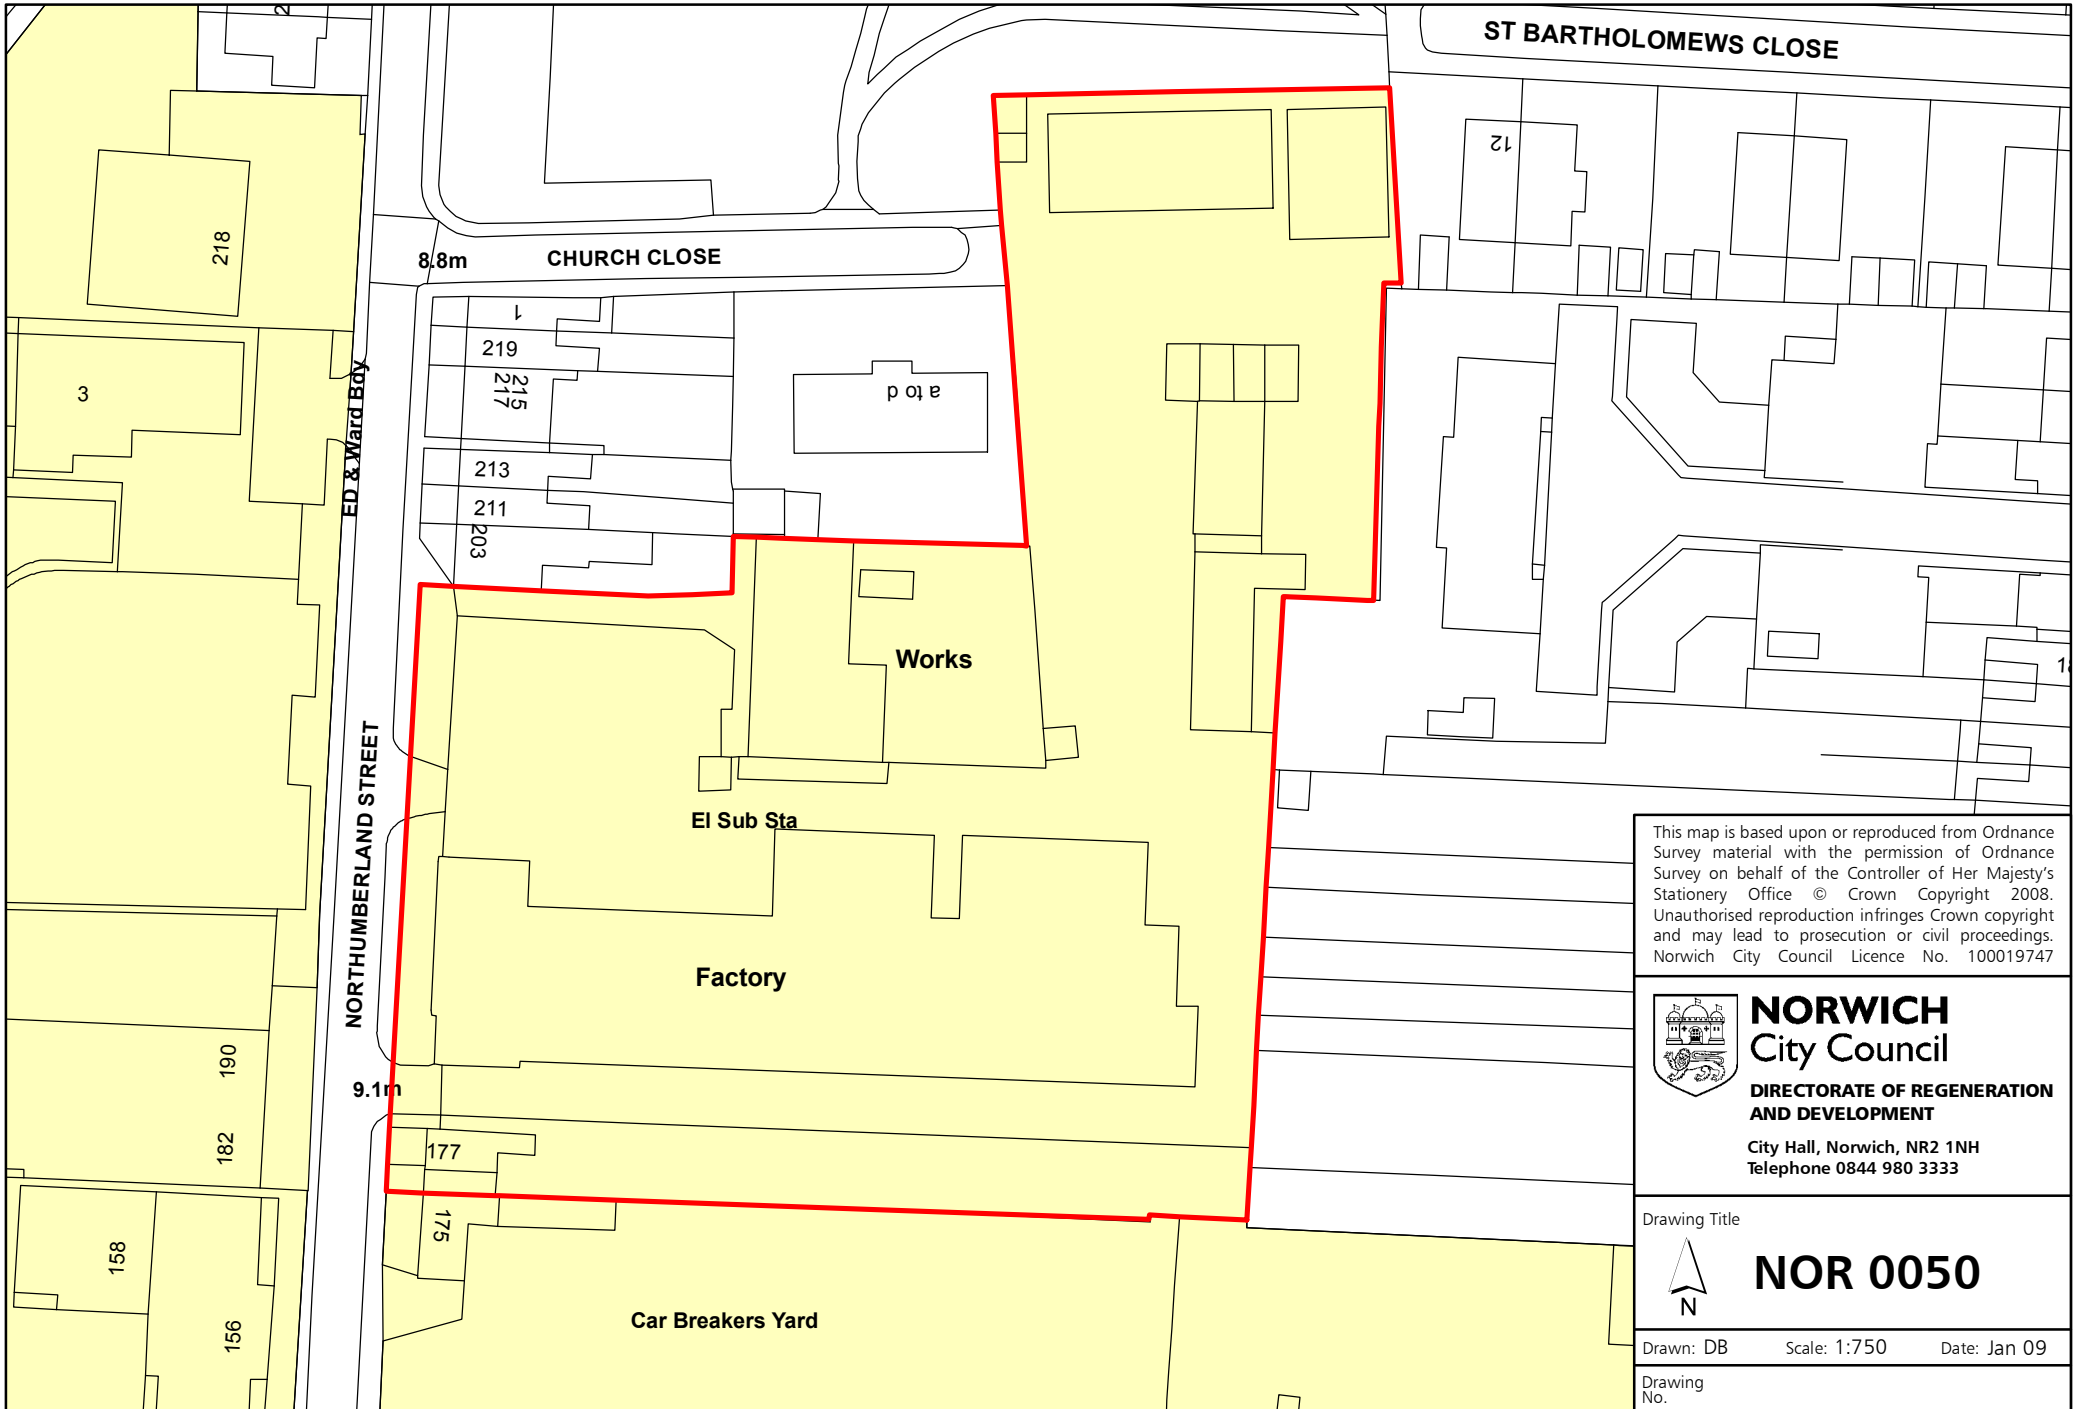 ST BARTHOLOMEWS CLOSE
2
12
218
8.8m
CHURCH CLOSE
1
219
215
217
3
a to d
ED & Ward Bdy
213
211
203
Works
NORTHUMBERLAND STREET
El Sub Sta
Factory
190
9.1m
182
177
175
158
156
Car Breakers Yard
This map is based upon or reproduced from Ordnance
Survey material with the permission of Ordnance
Survey on behalf of the Controller of Her Majesty's
Stationery Office © Crown Copyright 2008.
Unauthorised reproduction infringes Crown copyright
and may lead to prosecution or civil proceedings.
Norwich City Council Licence No. 100019747
NORWICH
City Council
DIRECTORATE OF REGENERATION
AND DEVELOPMENT
City Hall, Norwich, NR2 1NH
Telephone 0844 980 3333
Drawing Title
N
NOR 0050
Drawn: DB Scale: 1:750 Date: Jan 09
Drawing
No.